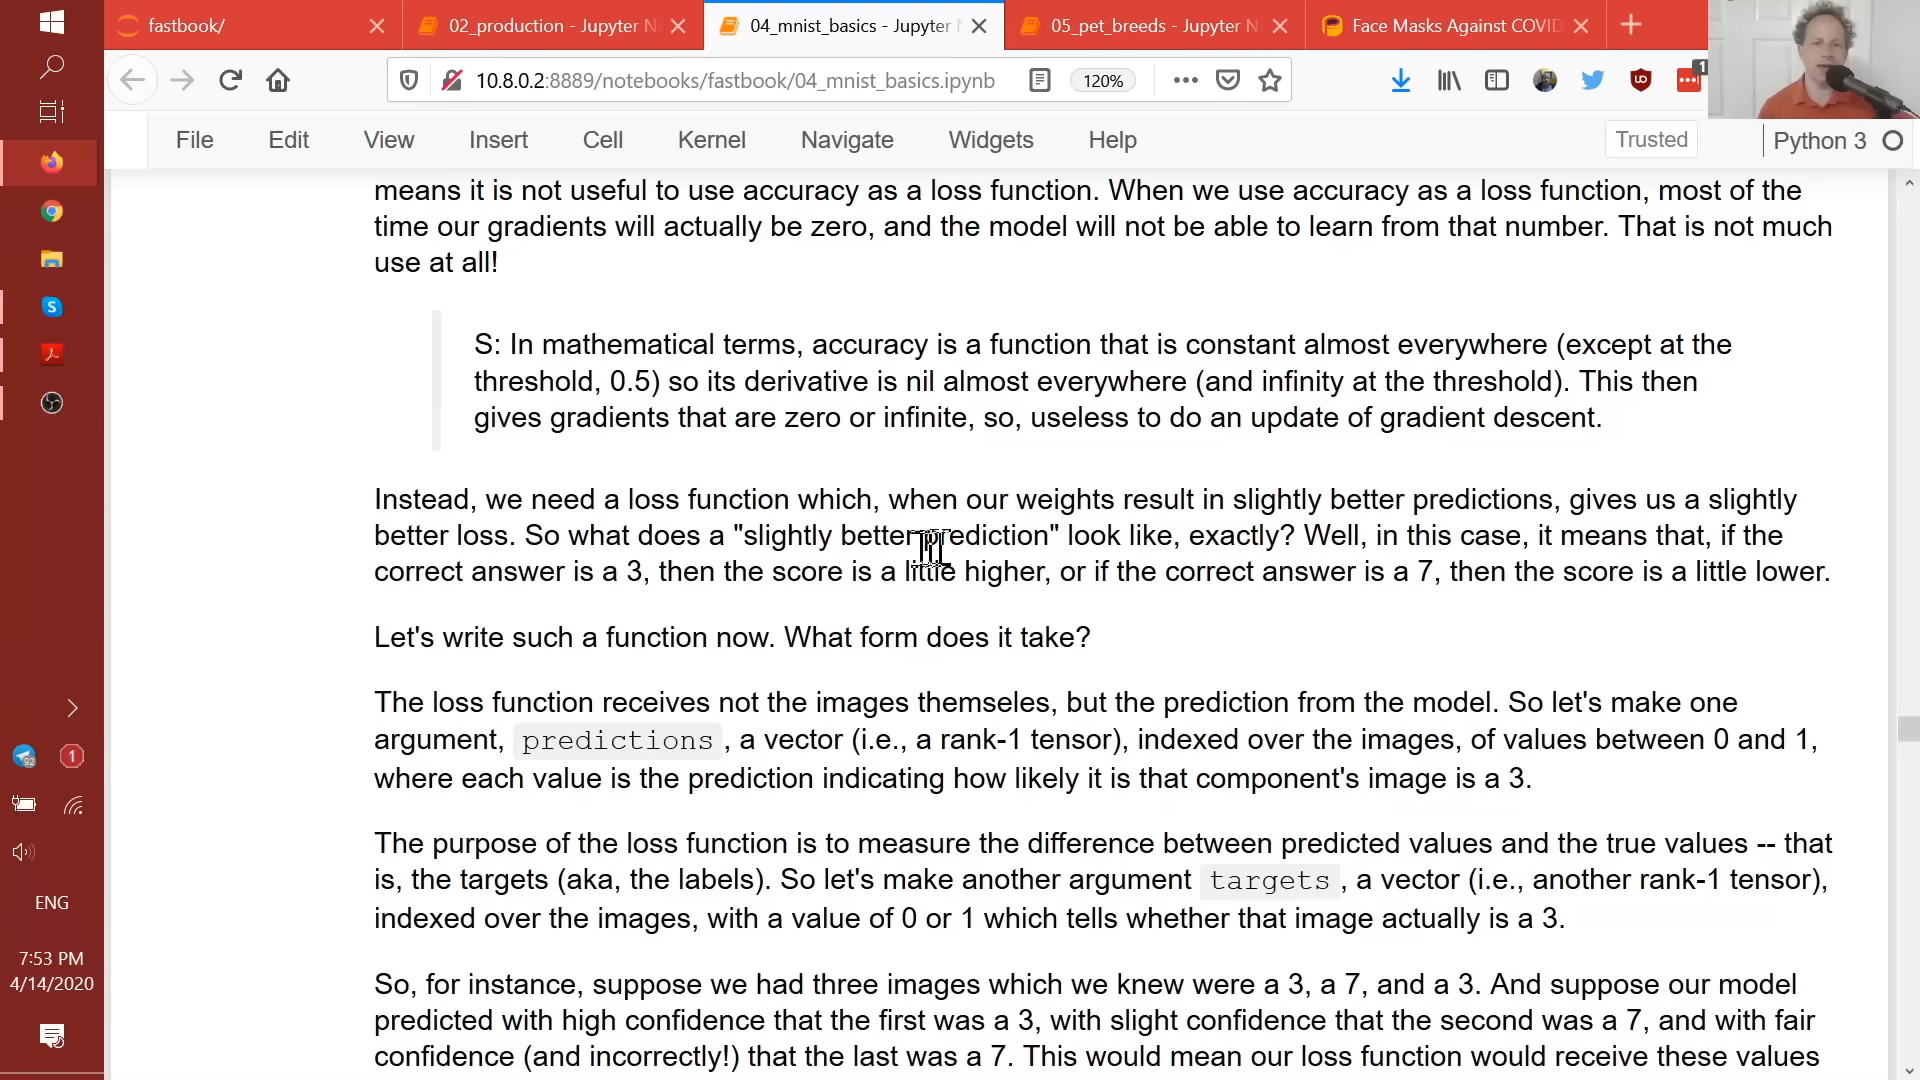 fastbook/
02_production - Jupyter N
04_mnist_basics - Jupyter
05_pet_breeds - Jupyter N
Face Masks Against COVID
10.8.0.2:8889/notebooks/fastbook/04_mnist_basics.ipynb
120%
1
File
Edit
View
Insert
Cell
Kernel
Navigate
Widgets
Help
Trusted
Python 3
means it is not useful to use accuracy as a loss function. When we use accuracy as a loss function, most of the
time our gradients will actually be zero, and the model will not be able to learn from that number. That is not much
use at all!
S: In mathematical terms, accuracy is a function that is constant almost everywhere (except at the
threshold, 0.5) so its derivative is nil almost everywhere (and infinity at the threshold). This then
gives gradients that are zero or infinite, so, useless to do an update of gradient descent.
Instead, we need a loss function which, when our weights result in slightly better predictions, gives us a slightly
better loss. So what does a "slightly better prediction" look like, exactly? Well, in this case, it means that, if the
correct answer is a 3, then the score is a little higher, or if the correct answer is a 7, then the score is a little lower.
Let's write such a function now. What form does it take?
The loss function receives not the images themseles, but the prediction from the model. So let's make one
argument, predictions, a vector (i.e., a rank-1 tensor), indexed over the images, of values between 0 and 1,
where each value is the prediction indicating how likely it is that component's image is a 3.
The purpose of the loss function is to measure the difference between predicted values and the true values -- that
is, the targets (aka, the labels). So let's make another argument targets, a vector (i.e., another rank-1 tensor),
indexed over the images, with a value of 0 or 1 which tells whether that image actually is a 3.
So, for instance, suppose we had three images which we knew were a 3, a 7, and a 3. And suppose our model
predicted with high confidence that the first was a 3, with slight confidence that the second was a 7, and with fair
confidence (and incorrectly!) that the last was a 7. This would mean our loss function would receive these values
S
92
1
ENG
7:53 PM
4/14/2020